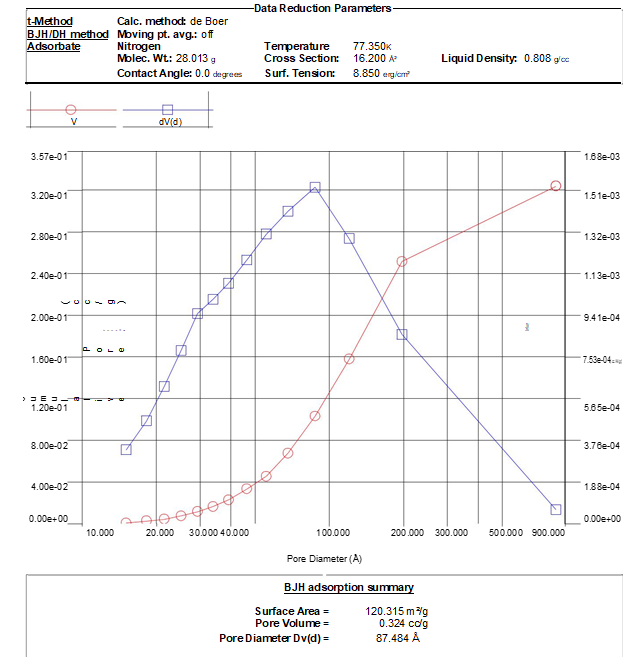 Data Reduction Parameters
t-Method Calc. method: de Boer
BJH/DH method Moving pt. avg.: off
Adsorbate Nitrogen Temperature 77.350K
Molec. Wt.: 28.013 g Cross Section: 16.200 Å² Liquid Density: 0.808 g/cc
Contact Angle: 0.0 degrees Surf. Tension: 8.850 erg/cm²
V dV(d)
3.57e-01 1.68e-03
3.20e-01 1.51e-03
2.80e-01 1.32e-03
2.40e-01 1.13e-03
2.00e-01 9.41e-04
1.60e-01 7.53e-04
1.20e-01 5.65e-04
8.00e-02 3.76e-04
4.00e-02 1.88e-04
0.00e+00 0.00e+00
10.000 20.000 30.000 40.000 100.000 200.000 300.000 500.000 900.000
Pore Diameter (Å)
BJH adsorption summary
Surface Area = 120.315 m²/g
Pore Volume = 0.324 cc/g
Pore Diameter Dv(d) = 87.484 Å